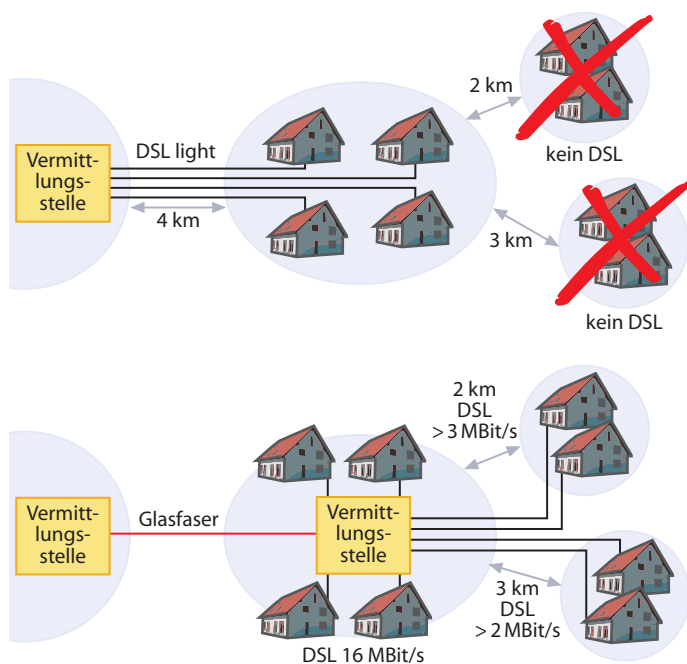 2 km
kein DSL
DSL light
Vermitt-
lungs-
stelle
4 km
3 km
kein DSL
2 km
DSL
> 3 MBit/s
Vermitt-
lungs-
stelle
Glasfaser
Vermitt-
lungs-
stelle
3 km
DSL
> 2 MBit/s
DSL 16 MBit/s